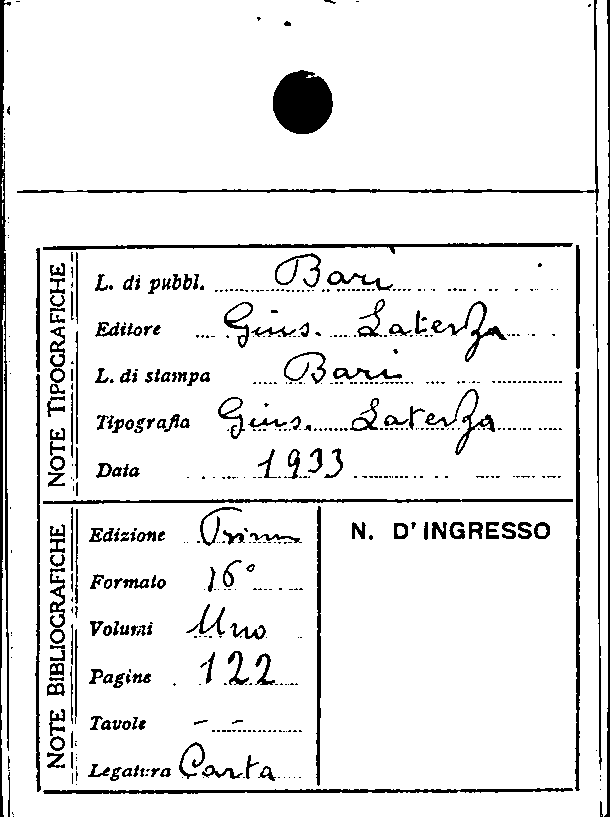 NOTE TIPOGRAFICHE
L. di pubbl. Bari
Editore Gius. Laterza
L. di stampa Bari
Tipografia Gius. Laterza
Data 1933
NOTE BIBLIOGRAFICHE
Edizione Prima
Formato 16°
Volumi Uno
Pagine 122
Tavole - -
Legatura Carta
N. D'INGRESSO